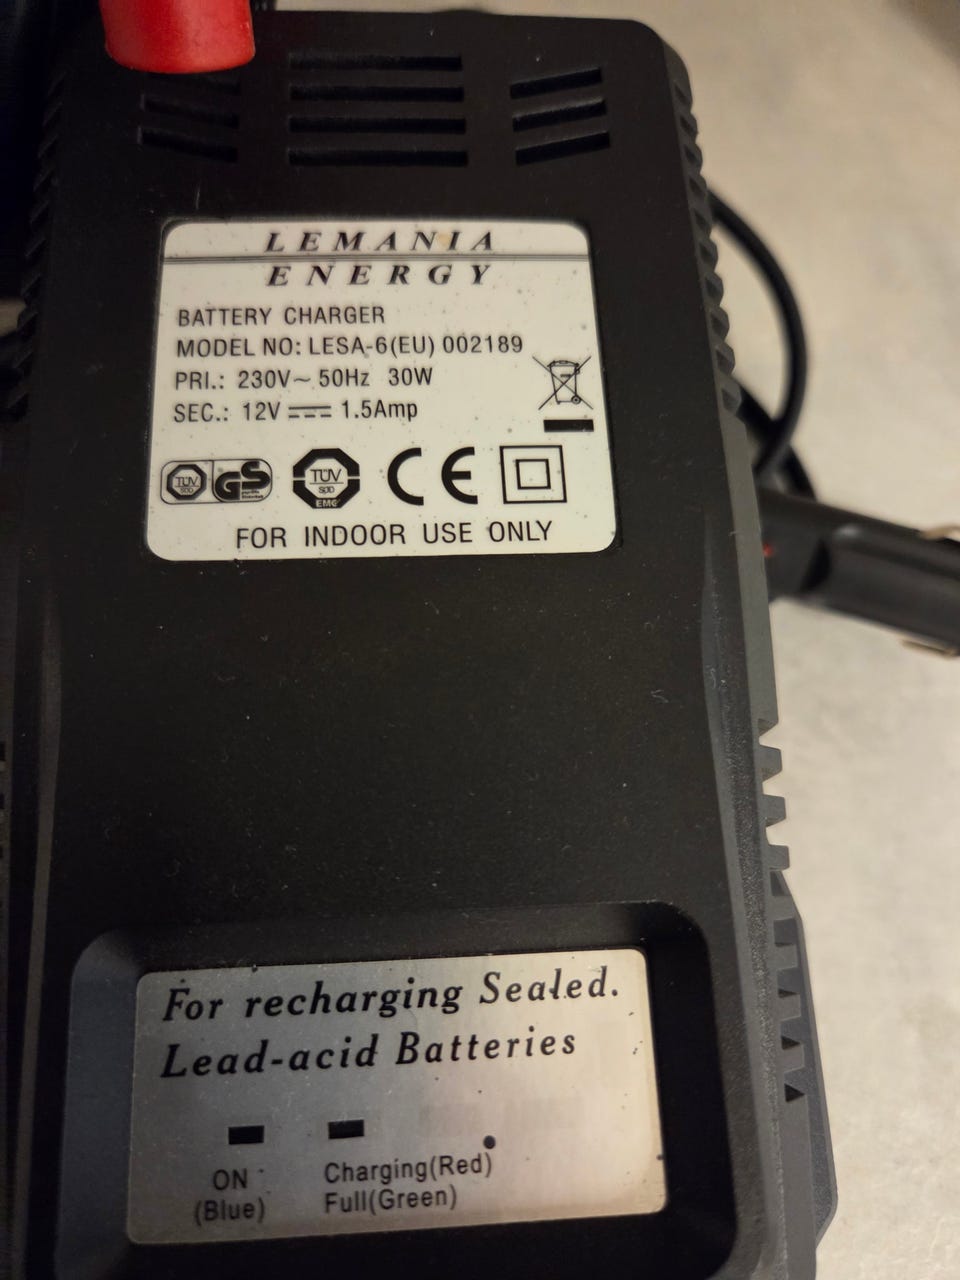 LEMANIA
ENERGY
BATTERY CHARGER
MODEL NO: LESA-6(EU) 002189
PRI.: 230V~ 50Hz 30W
SEC.: 12V ⎓ 1.5Amp
TÜV GS TÜV CE
EMC
FOR INDOOR USE ONLY
For recharging Sealed.
Lead-acid Batteries
ON Charging(Red)
(Blue) Full(Green)